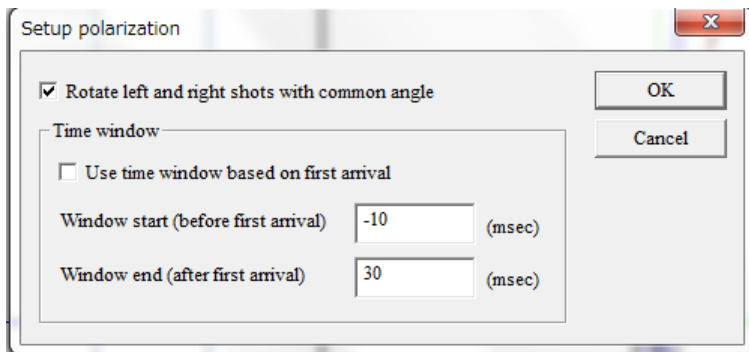 Setup polarization
Rotate left and right shots with common angle
OK
Time window
Cancel
Use time window based on first arrival
Window start (before first arrival) -10 (msec)
Window end (after first arrival) 30 (msec)